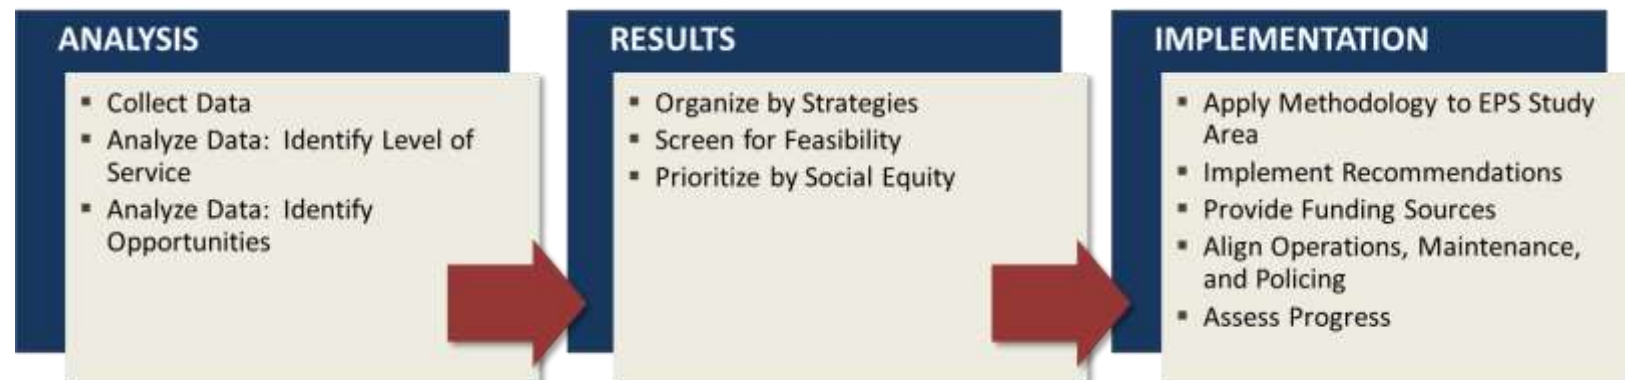 ANALYSIS
▪ Collect Data
▪ Analyze Data: Identify Level of
Service
▪ Analyze Data: Identify
Opportunities
RESULTS
▪ Organize by Strategies
▪ Screen for Feasibility
▪ Prioritize by Social Equity
IMPLEMENTATION
▪ Apply Methodology to EPS Study
Area
▪ Implement Recommendations
▪ Provide Funding Sources
▪ Align Operations, Maintenance,
and Policing
▪ Assess Progress